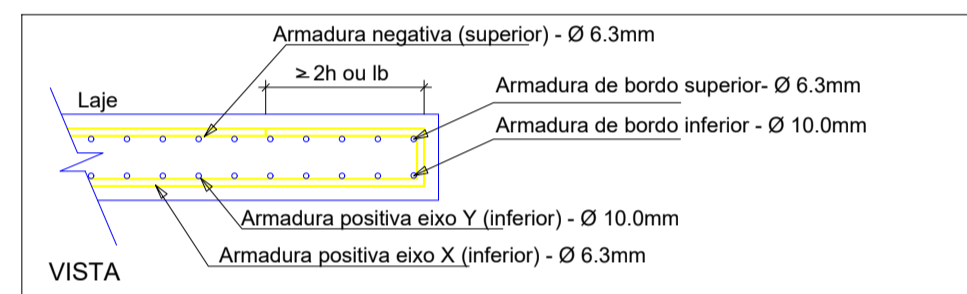 Armadura negativa (superior) - Ø 6.3mm
≥ 2h ou lb
Armadura de bordo superior- Ø 6.3mm
Laje
Armadura de bordo inferior - Ø 10.0mm
Armadura positiva eixo Y (inferior) - Ø 10.0mm
Armadura positiva eixo X (inferior) - Ø 6.3mm
VISTA